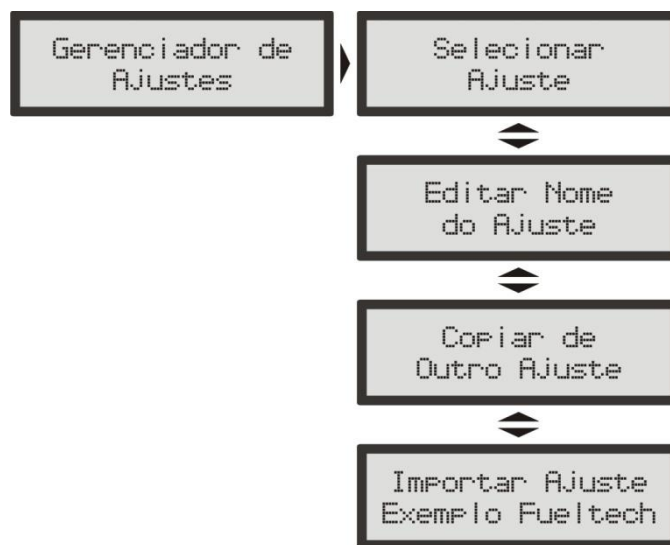 Gerenciador de
Ajustes
Selecionar
Ajuste
Editar Nome
do Ajuste
Copiar de
Outro Ajuste
Importar Ajuste
Exemplo Fueltech